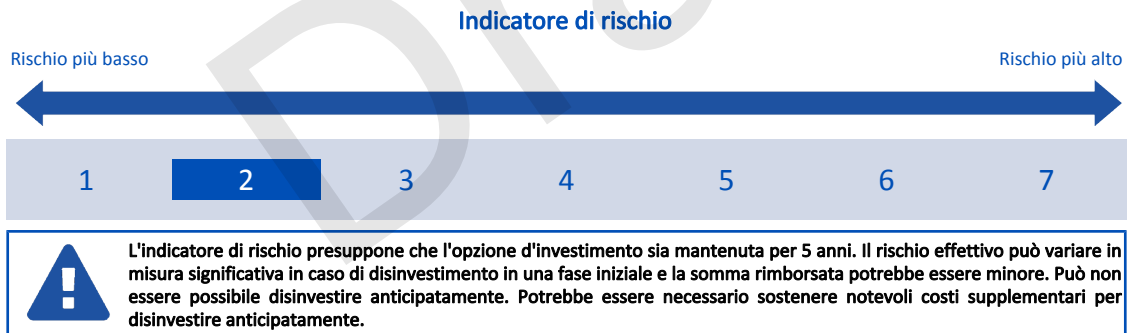 Indicatore di rischio
Rischio più basso
Rischio più alto
1 2 3 4 5 6 7
L'indicatore di rischio presuppone che l'opzione d'investimento sia mantenuta per 5 anni. Il rischio effettivo può variare in
misura significativa in caso di disinvestimento in una fase iniziale e la somma rimborsata potrebbe essere minore. Può non
essere possibile disinvestire anticipatamente. Potrebbe essere necessario sostenere notevoli costi supplementari per
disinvestire anticipatamente.